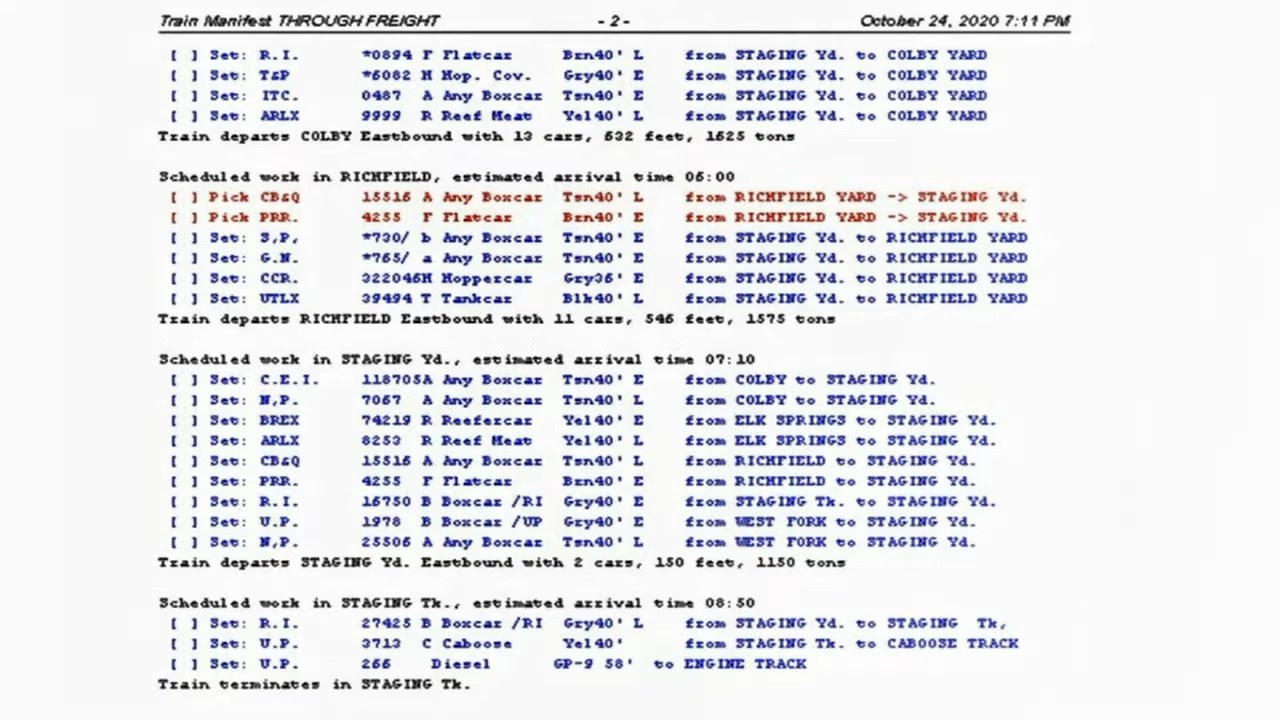 Train Manifest THROUGH FREIGHT - 2 - October 24, 2020 7:11 PM
[ ] Set: R.I. *0894 F Flatcar Brn40' L from STAGING Yd. to COLBY YARD
[ ] Set: T&P *6082 H Hop. Cov. Gry40' E from STAGING Yd. to COLBY YARD
[ ] Set: ITC. 0487 A Any Boxcar Tsn40' E from STAGING Yd. to COLBY YARD
[ ] Set: ARLX 9999 R Reef Meat Yel40' L from STAGING Yd. to COLBY YARD
Train departs COLBY Eastbound with 13 cars, 632 feet, 1625 tons
Scheduled work in RICHFIELD, estimated arrival time 06:00
[ ] Pick CB&Q 15516 A Any Boxcar Tsn40' L from RICHFIELD YARD -> STAGING Yd.
[ ] Pick PRR. 4255 F Flatcar Brn40' E from RICHFIELD YARD -> STAGING Yd.
[ ] Set: S,P, *730/ b Any Boxcar Tsn40' E from STAGING Yd. to RICHFIELD YARD
[ ] Set: G.N. *765/ a Any Boxcar Tsn40' E from STAGING Yd. to RICHFIELD YARD
[ ] Set: CCR. 322046H Hoppercar Gry36' E from STAGING Yd. to RICHFIELD YARD
[ ] Set: UTLX 39494 T Tankcar Blk40' L from STAGING Yd. to RICHFIELD YARD
Train departs RICHFIELD Eastbound with 11 cars, 546 feet, 1575 tons
Scheduled work in STAGING Yd., estimated arrival time 07:10
[ ] Set: C.E.I. 118705A Any Boxcar Tsn40' E from COLBY to STAGING Yd.
[ ] Set: N,P. 7067 A Any Boxcar Tsn40' L from COLBY to STAGING Yd.
[ ] Set: BREX 74219 R Reefercar Yel40' E from ELK SPRINGS to STAGING Yd.
[ ] Set: ARLX 8253 R Reef Meat Yel40' L from ELK SPRINGS to STAGING Yd.
[ ] Set: CB&Q 15516 A Any Boxcar Tsn40' L from RICHFIELD to STAGING Yd.
[ ] Set: PRR. 4255 F Flatcar Brn40' E from RICHFIELD to STAGING Yd.
[ ] Set: R.I. 16750 B Boxcar /RI Gry40' E from STAGING Tk. to STAGING Yd.
[ ] Set: U.P. 1978 B Boxcar /UP Gry40' E from WEST FORK to STAGING Yd.
[ ] Set: N,P. 25506 A Any Boxcar Tsn40' L from WEST FORK to STAGING Yd.
Train departs STAGING Yd. Eastbound with 2 cars, 150 feet, 1150 tons
Scheduled work in STAGING Tk., estimated arrival time 08:50
[ ] Set: R.I. 27425 B Boxcar /RI Gry40' L from STAGING Yd. to STAGING Tk,
[ ] Set: U.P. 3713 C Caboose Yel40' from STAGING Tk. to CABOOSE TRACK
[ ] Set: U.P. 266 Diesel GP-9 58' to ENGINE TRACK
Train terminates in STAGING Tk.